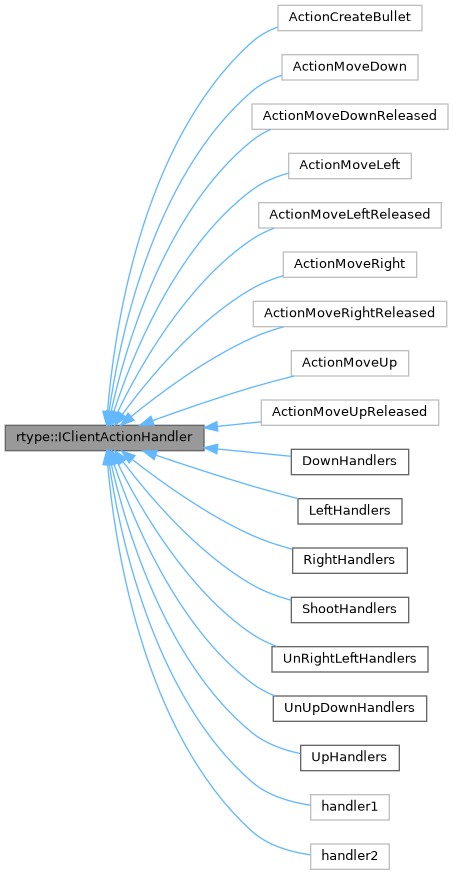 ActionCreateBullet
ActionMoveDown
ActionMoveDownReleased
ActionMoveLeft
ActionMoveLeftReleased
ActionMoveRight
ActionMoveRightReleased
ActionMoveUp
ActionMoveUpReleased
rtype::IClientActionHandler
DownHandlers
LeftHandlers
RightHandlers
ShootHandlers
UnRightLeftHandlers
UnUpDownHandlers
UpHandlers
handler1
handler2